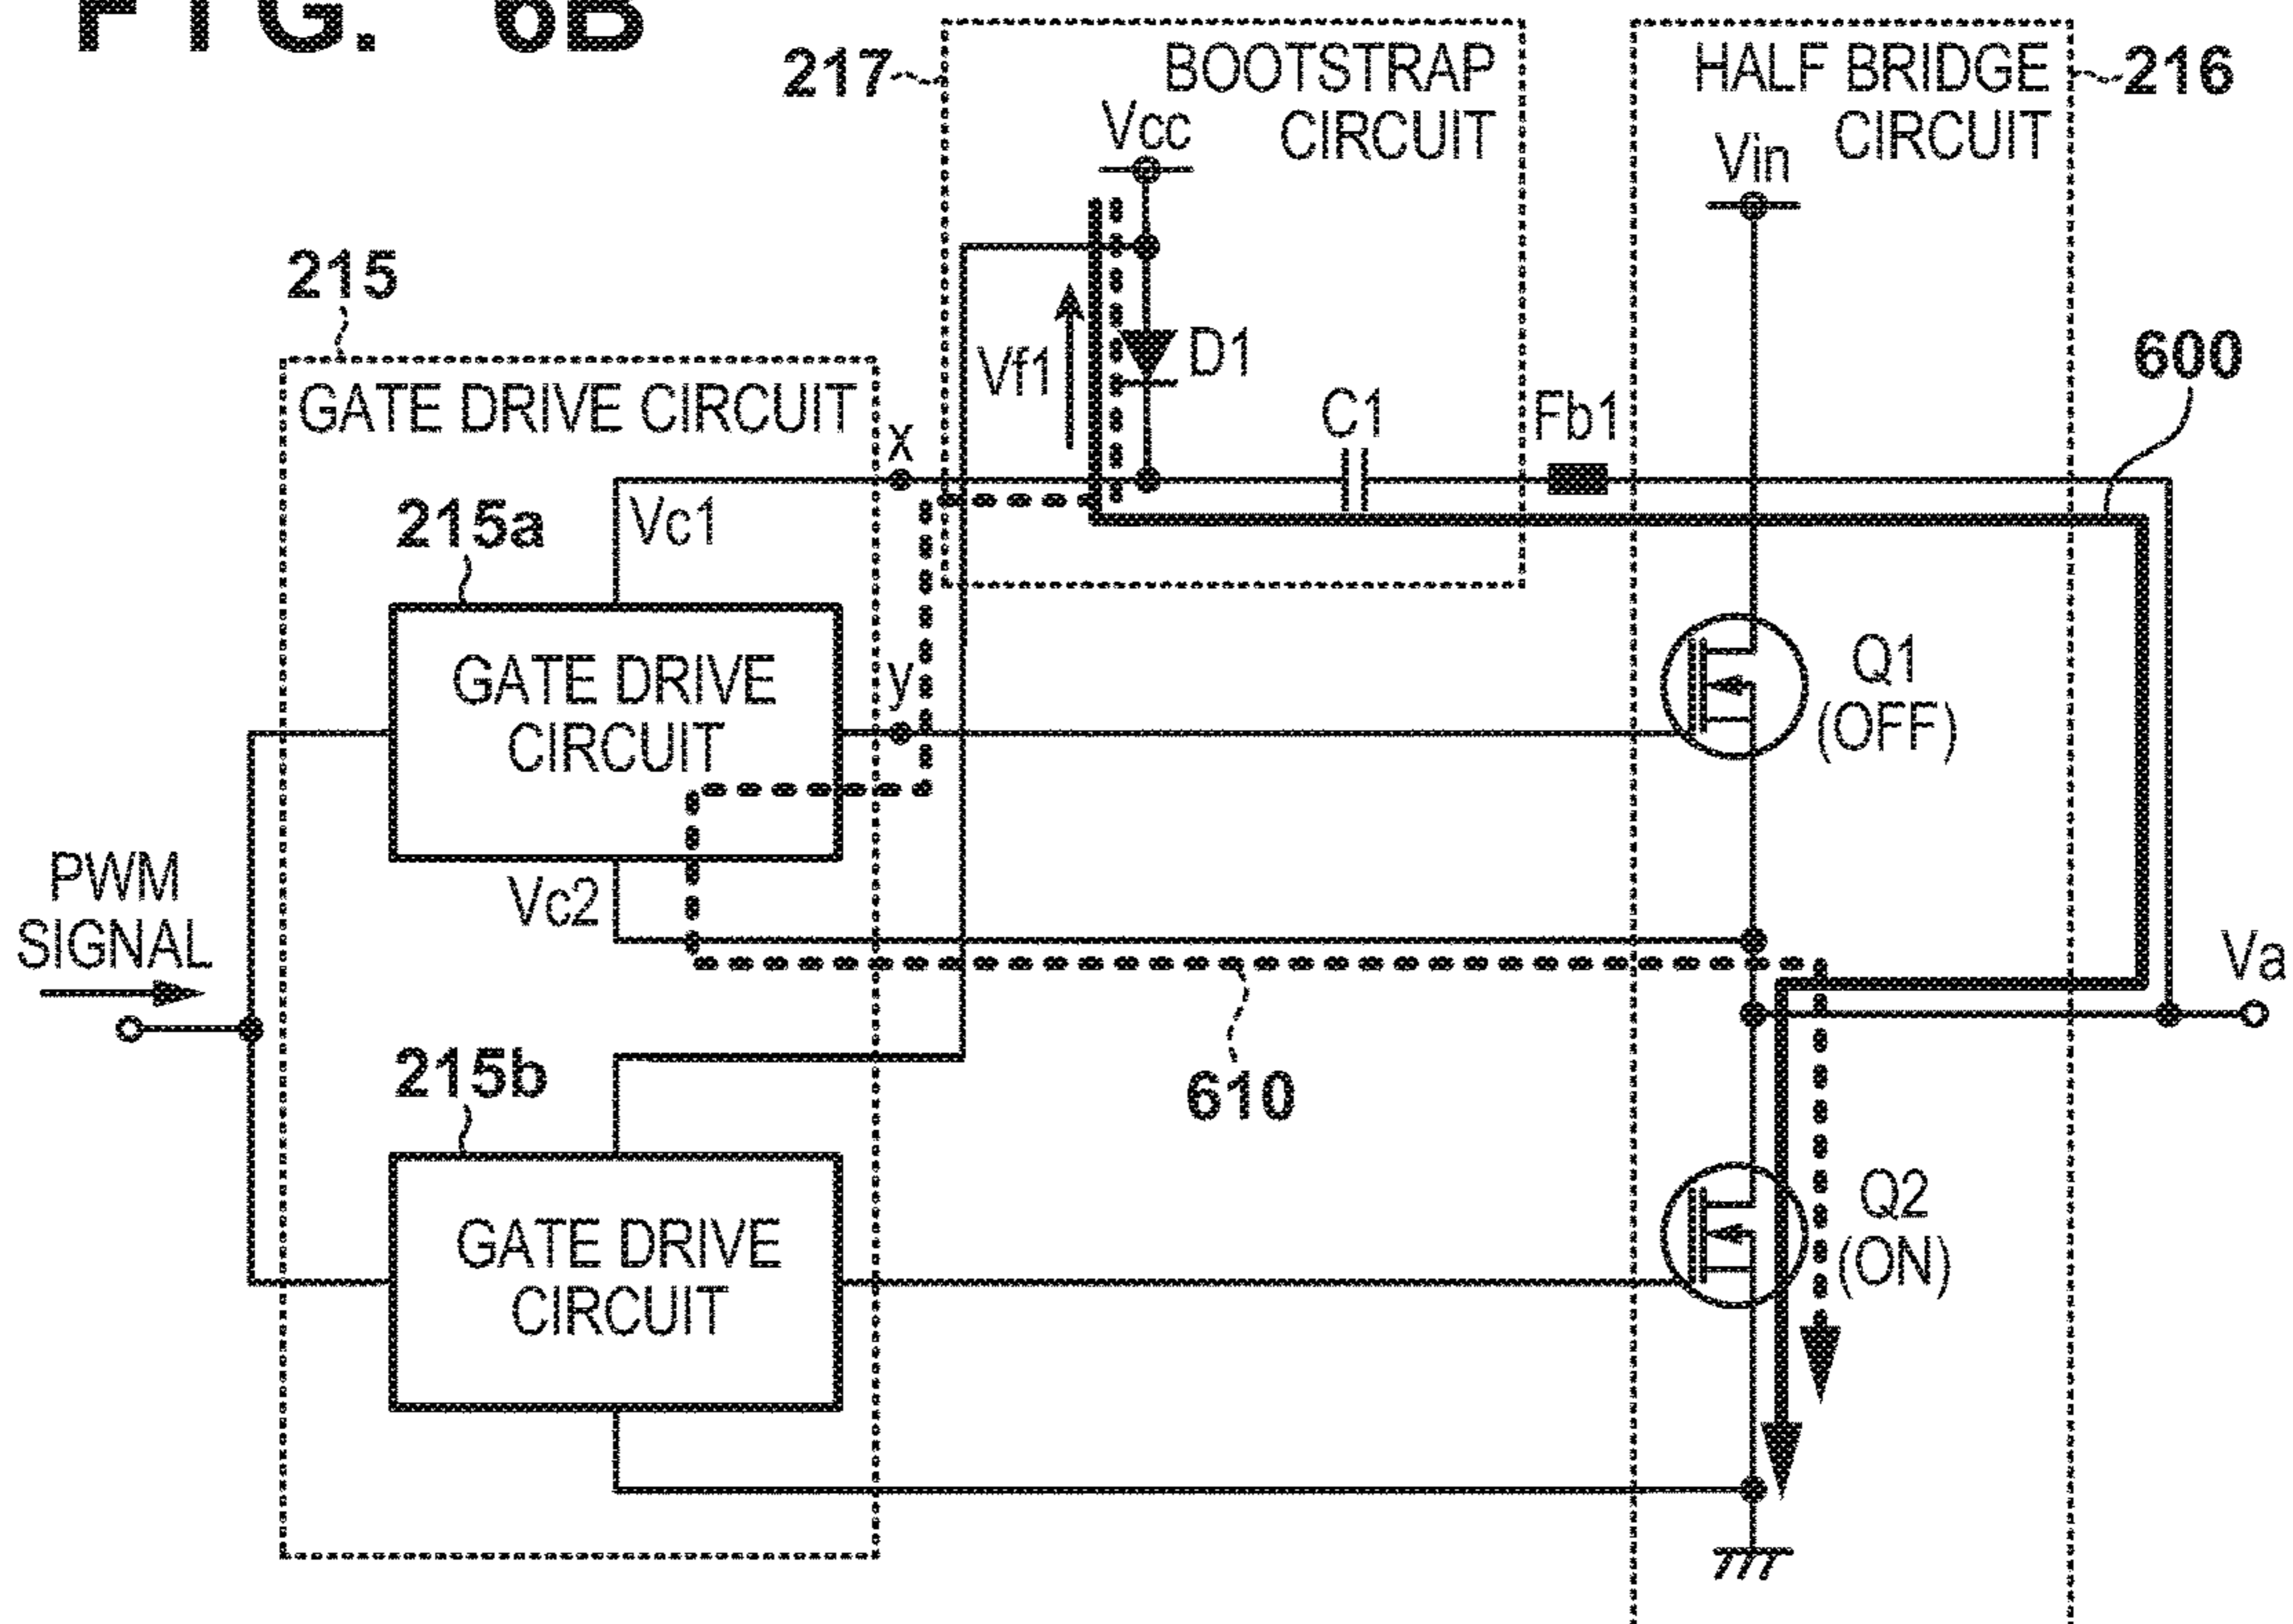 FIG. 6B
217
BOOTSTRAP
CIRCUIT
HALF BRIDGE
CIRCUIT
216
Vcc
Vin
215
GATE DRIVE CIRCUIT
Vf1
D1
600
x
C1
Fb1
215a
Vc1
GATE DRIVE
CIRCUIT
y
Q1
(OFF)
PWM
SIGNAL
Vc2
Va
215b
610
GATE DRIVE
CIRCUIT
Q2
(ON)